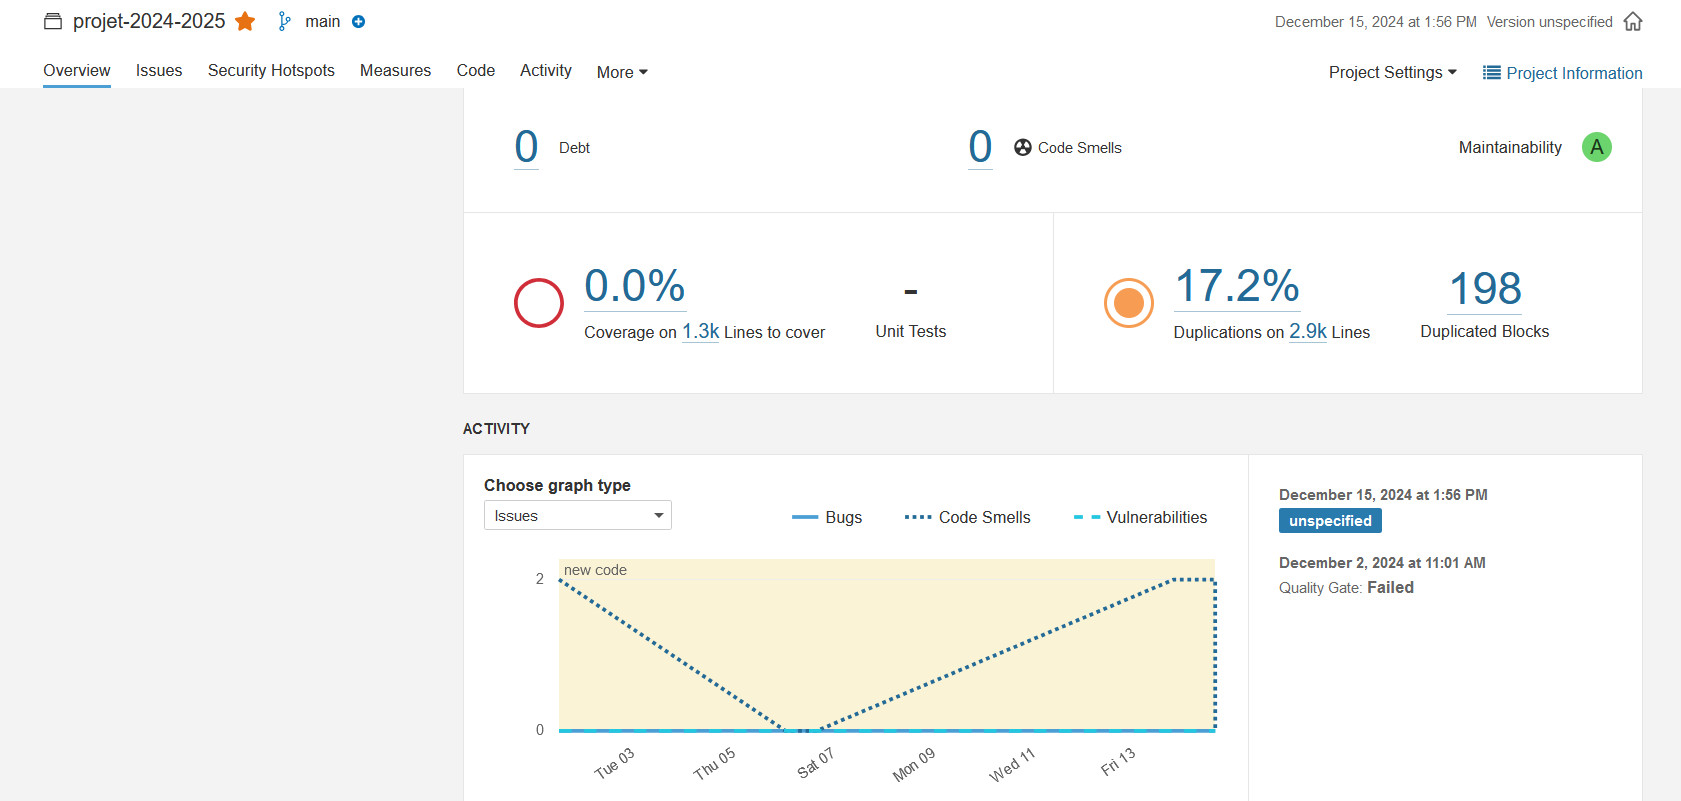 projet-2024-2025 main December 15, 2024 at 1:56 PM Version unspecified
Overview Issues Security Hotspots Measures Code Activity More Project Settings Project Information
0 Debt 0 Code Smells Maintainability A
0.0% - 17.2% 198
Coverage on 1.3k Lines to cover Unit Tests Duplications on 2.9k Lines Duplicated Blocks
ACTIVITY
Choose graph type
Issues Bugs Code Smells Vulnerabilities
new code
2
0
Tue 03 Thu 05 Sat 07 Mon 09 Wed 11 Fri 13
December 15, 2024 at 1:56 PM
unspecified
December 2, 2024 at 11:01 AM
Quality Gate: Failed